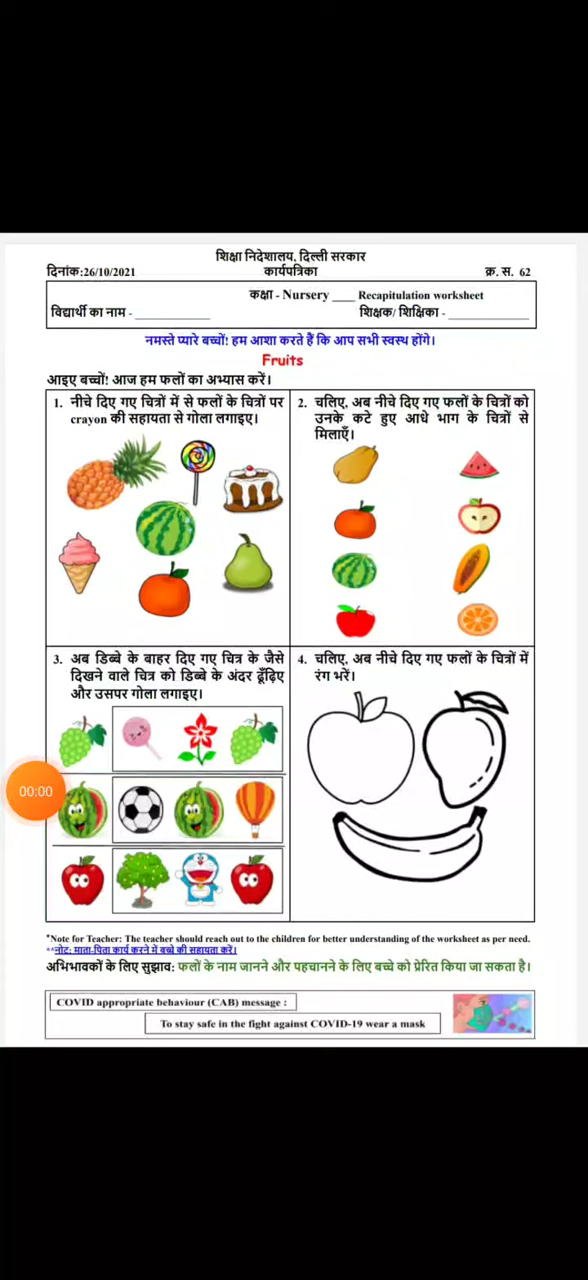 शिक्षा निदेशालय, दिल्ली सरकार
दिनांक:26/10/2021 कार्यपत्रिका क्र. स. 62
कक्षा - Nursery ____ Recapitulation worksheet
विद्यार्थी का नाम - ____________ शिक्षक/ शिक्षिका - ____________
नमस्ते प्यारे बच्चों! हम आशा करते हैं कि आप सभी स्वस्थ होंगे।
Fruits
आइए बच्चों! आज हम फलों का अभ्यास करें।
1. नीचे दिए गए चित्रों में से फलों के चित्रों पर
crayon की सहायता से गोला लगाइए।
2. चलिए, अब नीचे दिए गए फलों के चित्रों को
उनके कटे हुए आधे भाग के चित्रों से
मिलाएँ।
3. अब डिब्बे के बाहर दिए गए चित्र के जैसे
दिखने वाले चित्र को डिब्बे के अंदर ढूँढ़िए
और उसपर गोला लगाइए।
4. चलिए, अब नीचे दिए गए फलों के चित्रों में
रंग भरें।
00:00
*Note for Teacher: The teacher should reach out to the children for better understanding of the worksheet as per need.
**नोट: माता-पिता कार्य करने में बच्चे की सहायता करें।
अभिभावकों के लिए सुझाव: फलों के नाम जानने और पहचानने के लिए बच्चे को प्रेरित किया जा सकता है।
COVID appropriate behaviour (CAB) message :
To stay safe in the fight against COVID-19 wear a mask